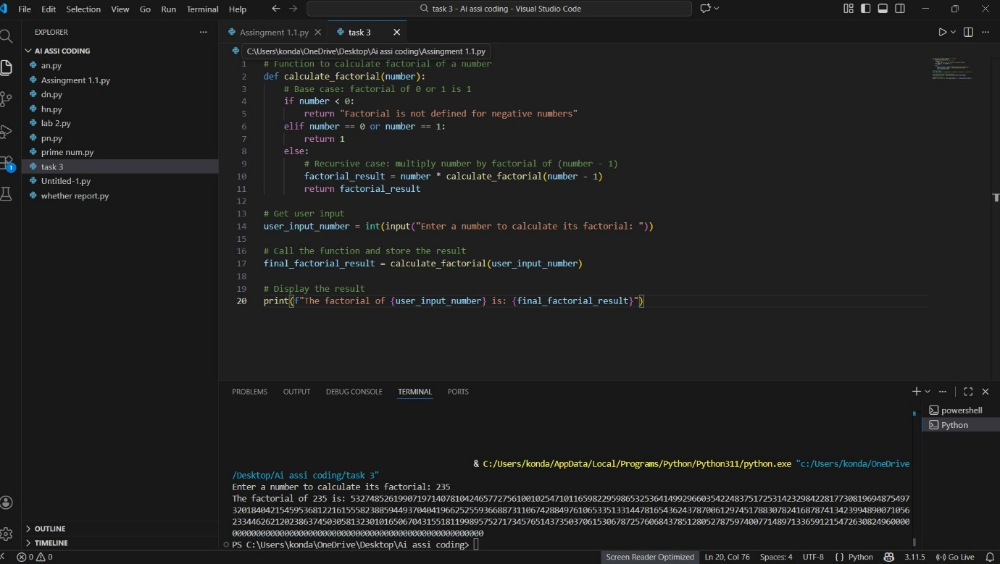 File Edit Selection View Go Run Terminal Help
task 3 - Ai assi coding - Visual Studio Code
EXPLORER
AI ASSI CODING
an.py
Assingment 1.1.py
dn.py
hn.py
lab 2.py
pn.py
prime num.py
task 3
Untitled-1.py
whether report.py
OUTLINE
TIMELINE
1
Assingment 1.1.py
task 3
C:\Users\konda\OneDrive\Desktop\Ai assi coding\Assingment 1.1.py
1 # Function to calculate factorial of a number
2 def calculate_factorial(number):
3 # Base case: factorial of 0 or 1 is 1
4 if number < 0:
5 return "Factorial is not defined for negative numbers"
6 elif number == 0 or number == 1:
7 return 1
8 else:
9 # Recursive case: multiply number by factorial of (number - 1)
10 factorial_result = number * calculate_factorial(number - 1)
11 return factorial_result
12
13 # Get user input
14 user_input_number = int(input("Enter a number to calculate its factorial: "))
15
16 # Call the function and store the result
17 final_factorial_result = calculate_factorial(user_input_number)
18
19 # Display the result
20 print(f"The factorial of {user_input_number} is: {final_factorial_result}")
PROBLEMS OUTPUT DEBUG CONSOLE TERMINAL PORTS
powershell
Python
& C:/Users/konda/AppData/Local/Programs/Python/Python311/python.exe "c:/Users/konda/OneDrive
/Desktop/Ai assi coding/task 3"
Enter a number to calculate its factorial: 235
The factorial of 235 is:
PS C:\Users\konda\OneDrive\Desktop\Ai assi coding>
0 0
Screen Reader Optimized Ln 20, Col 76 Spaces: 4 UTF-8 { } Python 3.11.5 Go Live